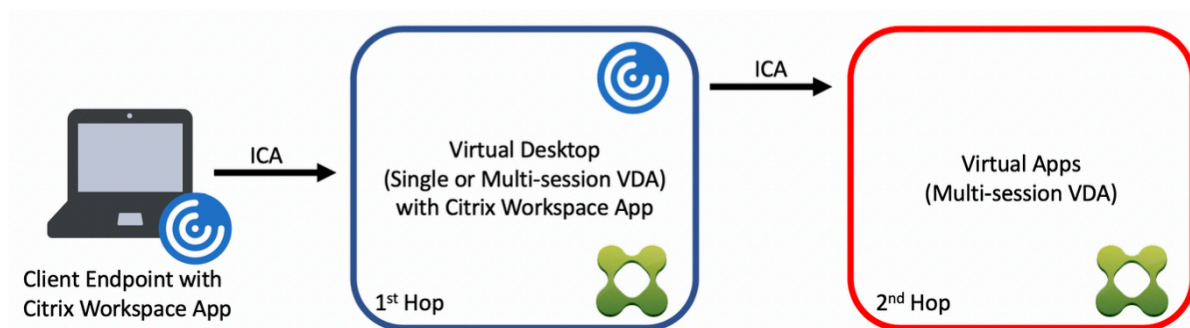 ICA
Client Endpoint with
Citrix Workspace App
Virtual Desktop
(Single or Multi-session VDA)
with Citrix Workspace App
1st Hop
ICA
Virtual Apps
(Multi-session VDA)
2nd Hop